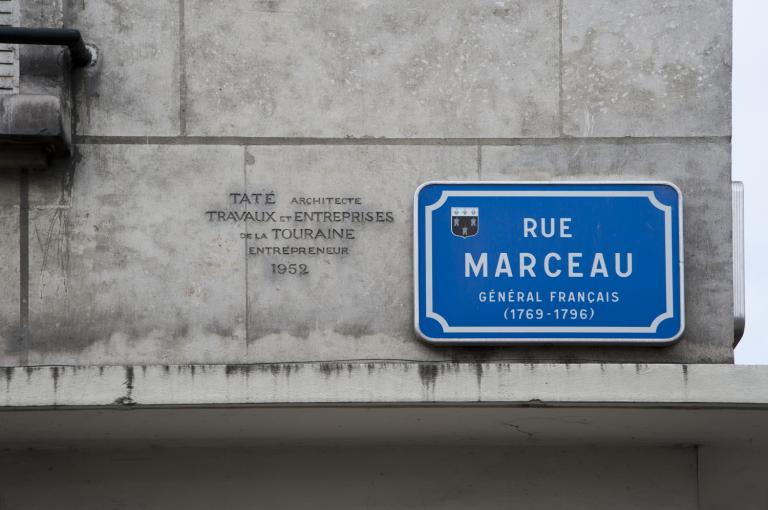 TATÉ ARCHITECTE
TRAVAUX ET ENTREPRISES
DE LA TOURAINE
ENTREPRENEUR
1952
RUE
MARCEAU
GÉNÉRAL FRANÇAIS
(1769-1796)